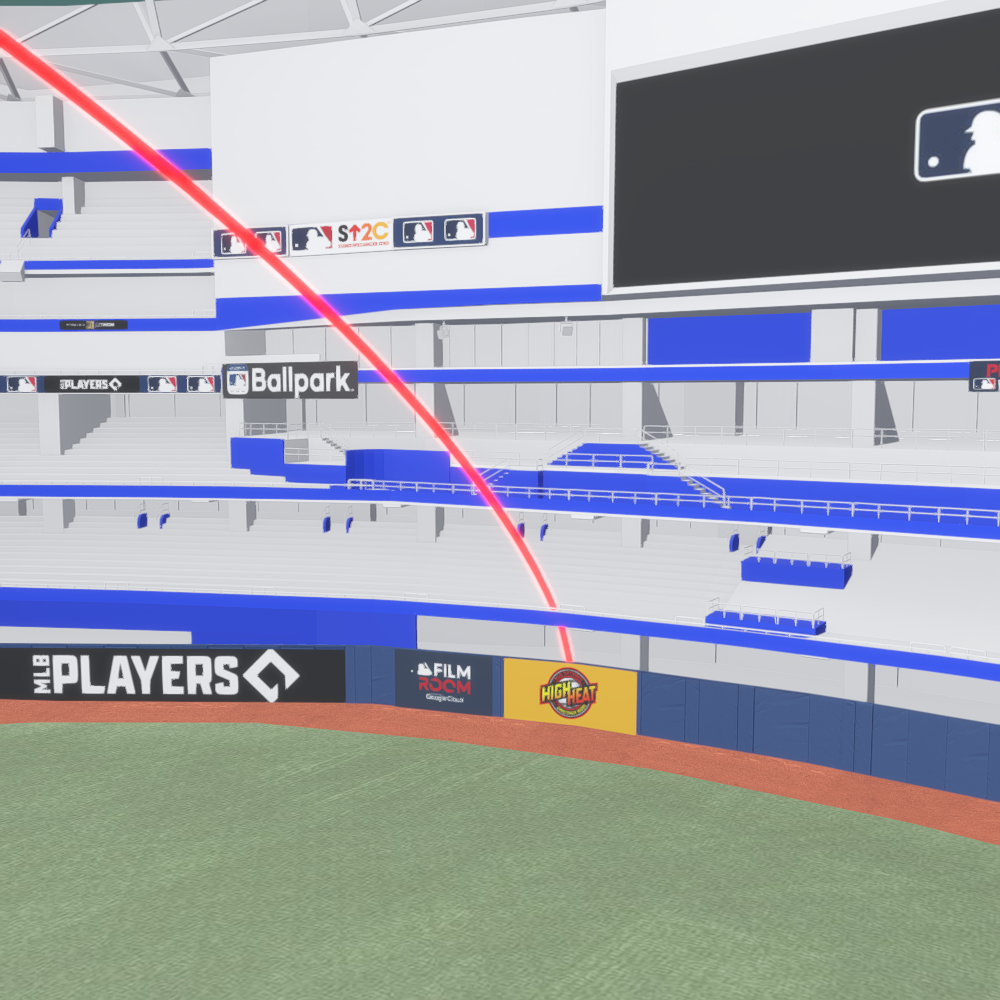 S↑2C
Ballpark
PLAYERS
P
MLB PLAYERS
FILM
ROOM
Google Cloud
HIGH HEAT